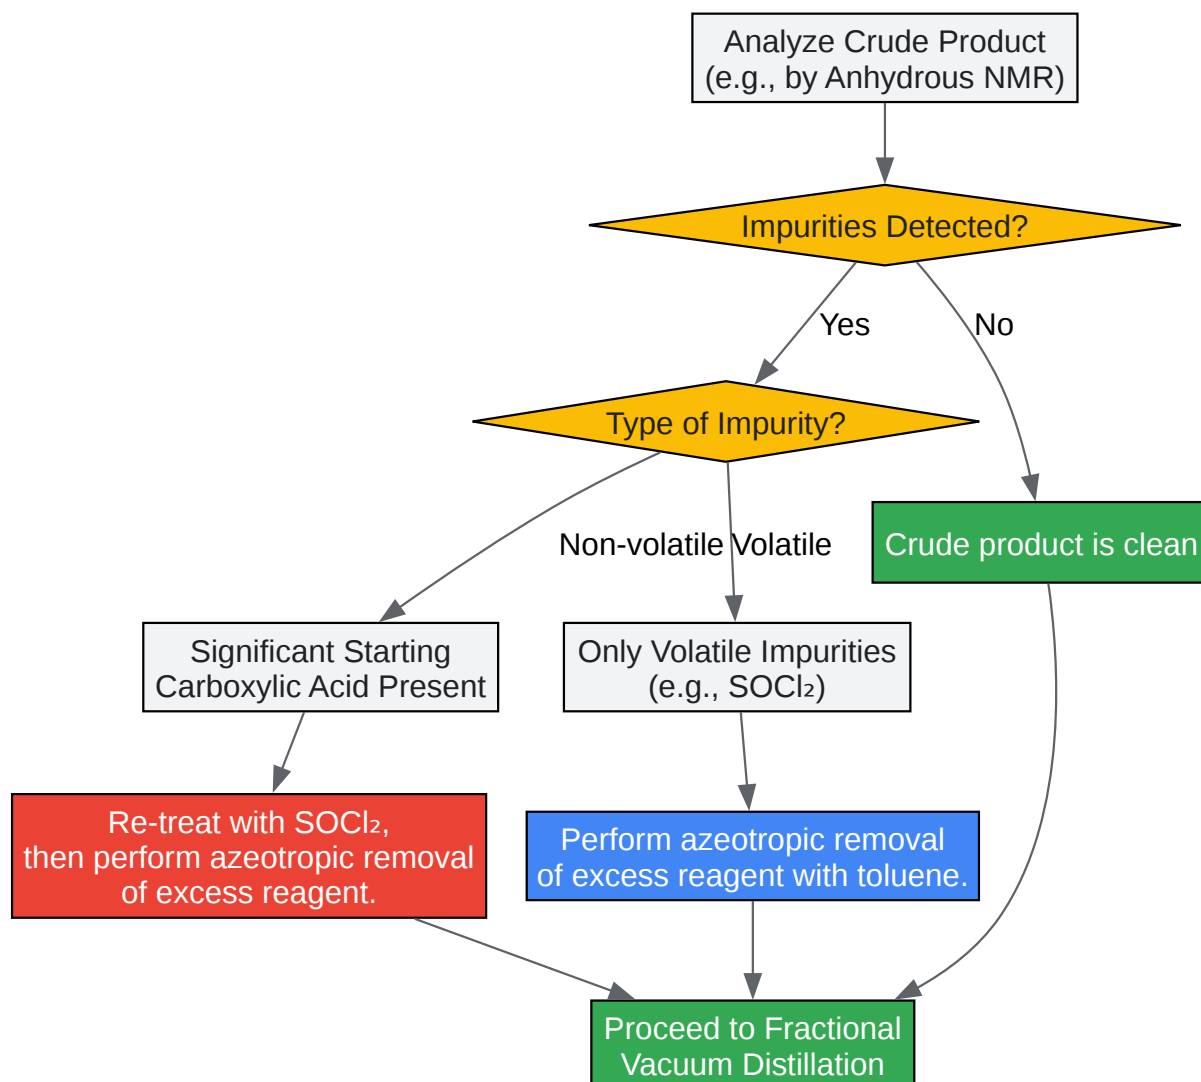 Analyze Crude Product
(e.g., by Anhydrous NMR)
Impurities Detected?
Yes
No
Type of Impurity?
Non-volatile
Volatile
Crude product is clean
Significant Starting
Carboxylic Acid Present
Only Volatile Impurities
(e.g., SOCl₂)
Re-treat with SOCl₂,
then perform azeotropic removal
of excess reagent.
Perform azeotropic removal
of excess reagent with toluene.
Proceed to Fractional
Vacuum Distillation